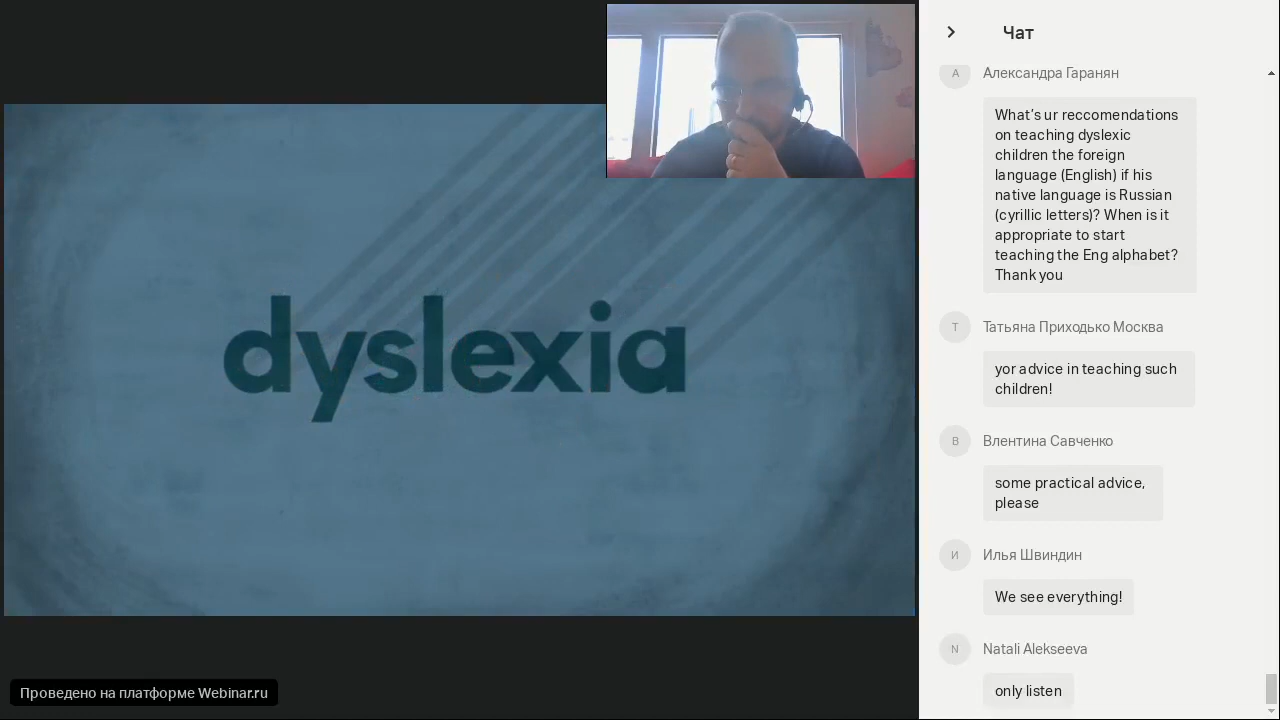 dyslexia
Проведено на платформе Webinar.ru
Чат
А
Александра Гаранян
What's ur reccomendations
on teaching dyslexic
children the foreign
language (English) if his
native language is Russian
(cyrillic letters)? When is it
appropriate to start
teaching the Eng alphabet?
Thank you
Т
Татьяна Приходько Москва
yor advice in teaching such
children!
В
Влентина Савченко
some practical advice,
please
И
Илья Швиндин
We see everything!
N
Natali Alekseeva
only listen